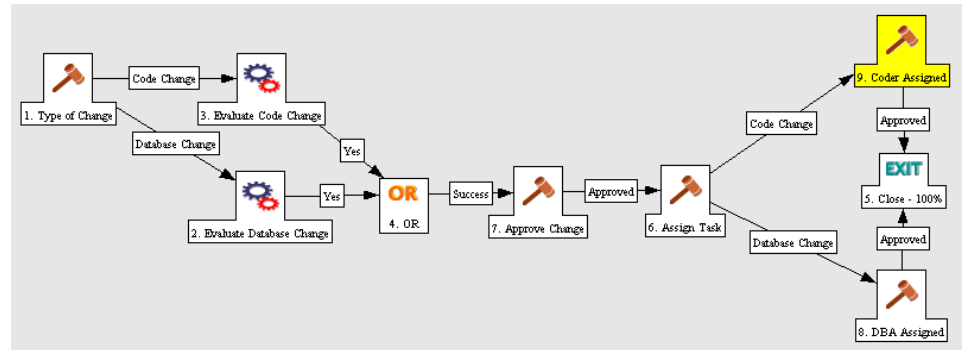 9. Coder Assigned
Code Change
1. Type of Change
3. Evaluate Code Change
Code Change
Approved
Database Change
Yes
EXIT
5. Close - 100%
Yes
OR
4. OR
Success
7. Approve Change
Approved
6. Assign Task
2. Evaluate Database Change
Database Change
Approved
8. DBA Assigned